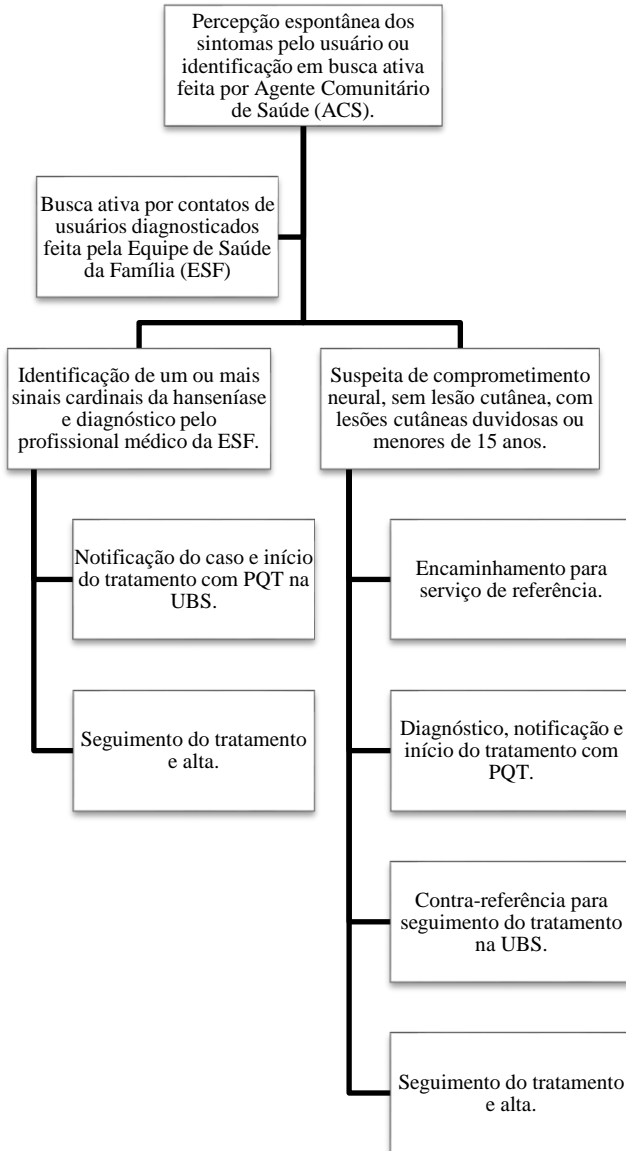 Percepção espontânea dos
sintomas pelo usuário ou
identificação em busca ativa
feita por Agente Comunitário
de Saúde (ACS).
Busca ativa por contatos de
usuários diagnosticados
feita pela Equipe de Saúde
da Família (ESF)
Identificação de um ou mais
sinais cardinais da hanseníase
e diagnóstico pelo
profissional médico da ESF.
Notificação do caso e início
do tratamento com PQT na
UBS.
Seguimento do tratamento
e alta.
Suspeita de comprometimento
neural, sem lesão cutânea, com
lesões cutâneas duvidosas ou
menores de 15 anos.
Encaminhamento para
serviço de referência.
Diagnóstico, notificação e
início do tratamento com
PQT.
Contra-referência para
seguimento do tratamento
na UBS.
Seguimento do tratamento
e alta.